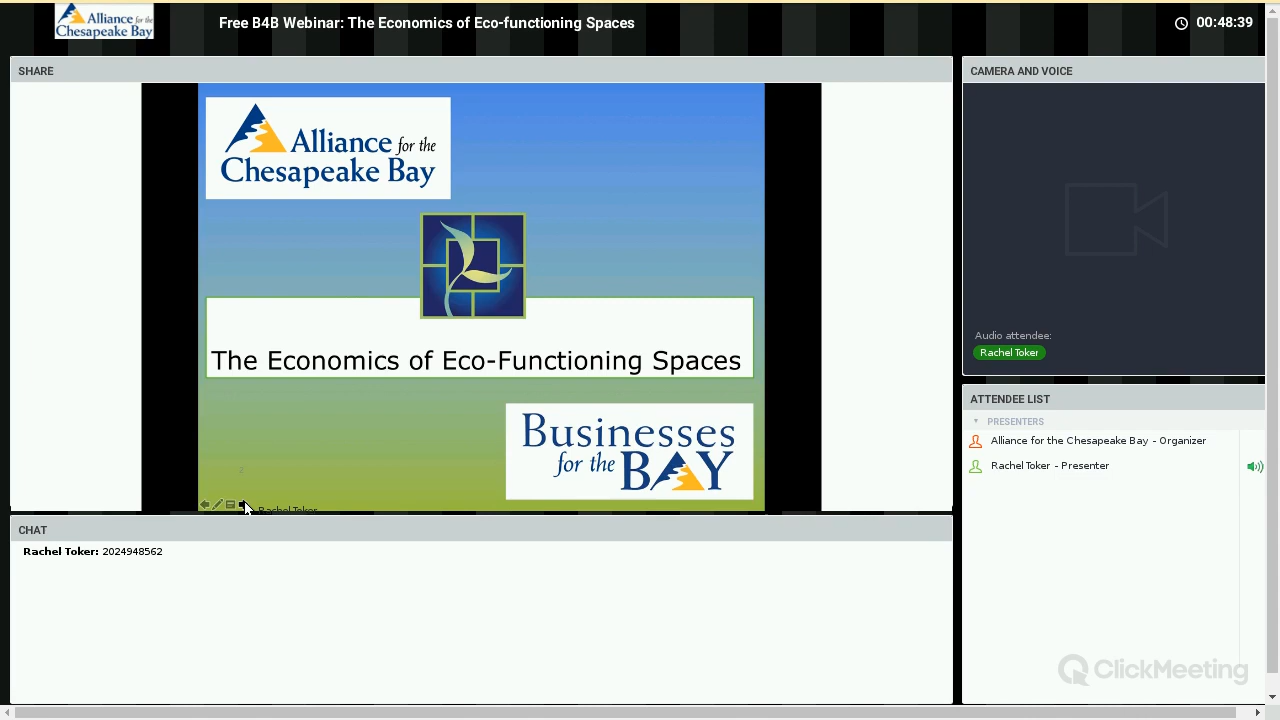 Alliance for the
Chesapeake Bay
Free B4B Webinar: The Economics of Eco-functioning Spaces
00:48:39
SHARE
Alliance for the
Chesapeake Bay
The Economics of Eco-Functioning Spaces
Businesses
for the BAY
2
Rachel Toker
CAMERA AND VOICE
Audio attendee:
Rachel Toker
ATTENDEE LIST
PRESENTERS
Alliance for the Chesapeake Bay - Organizer
Rachel Toker - Presenter
CHAT
Rachel Toker: 2024948562
ClickMeeting